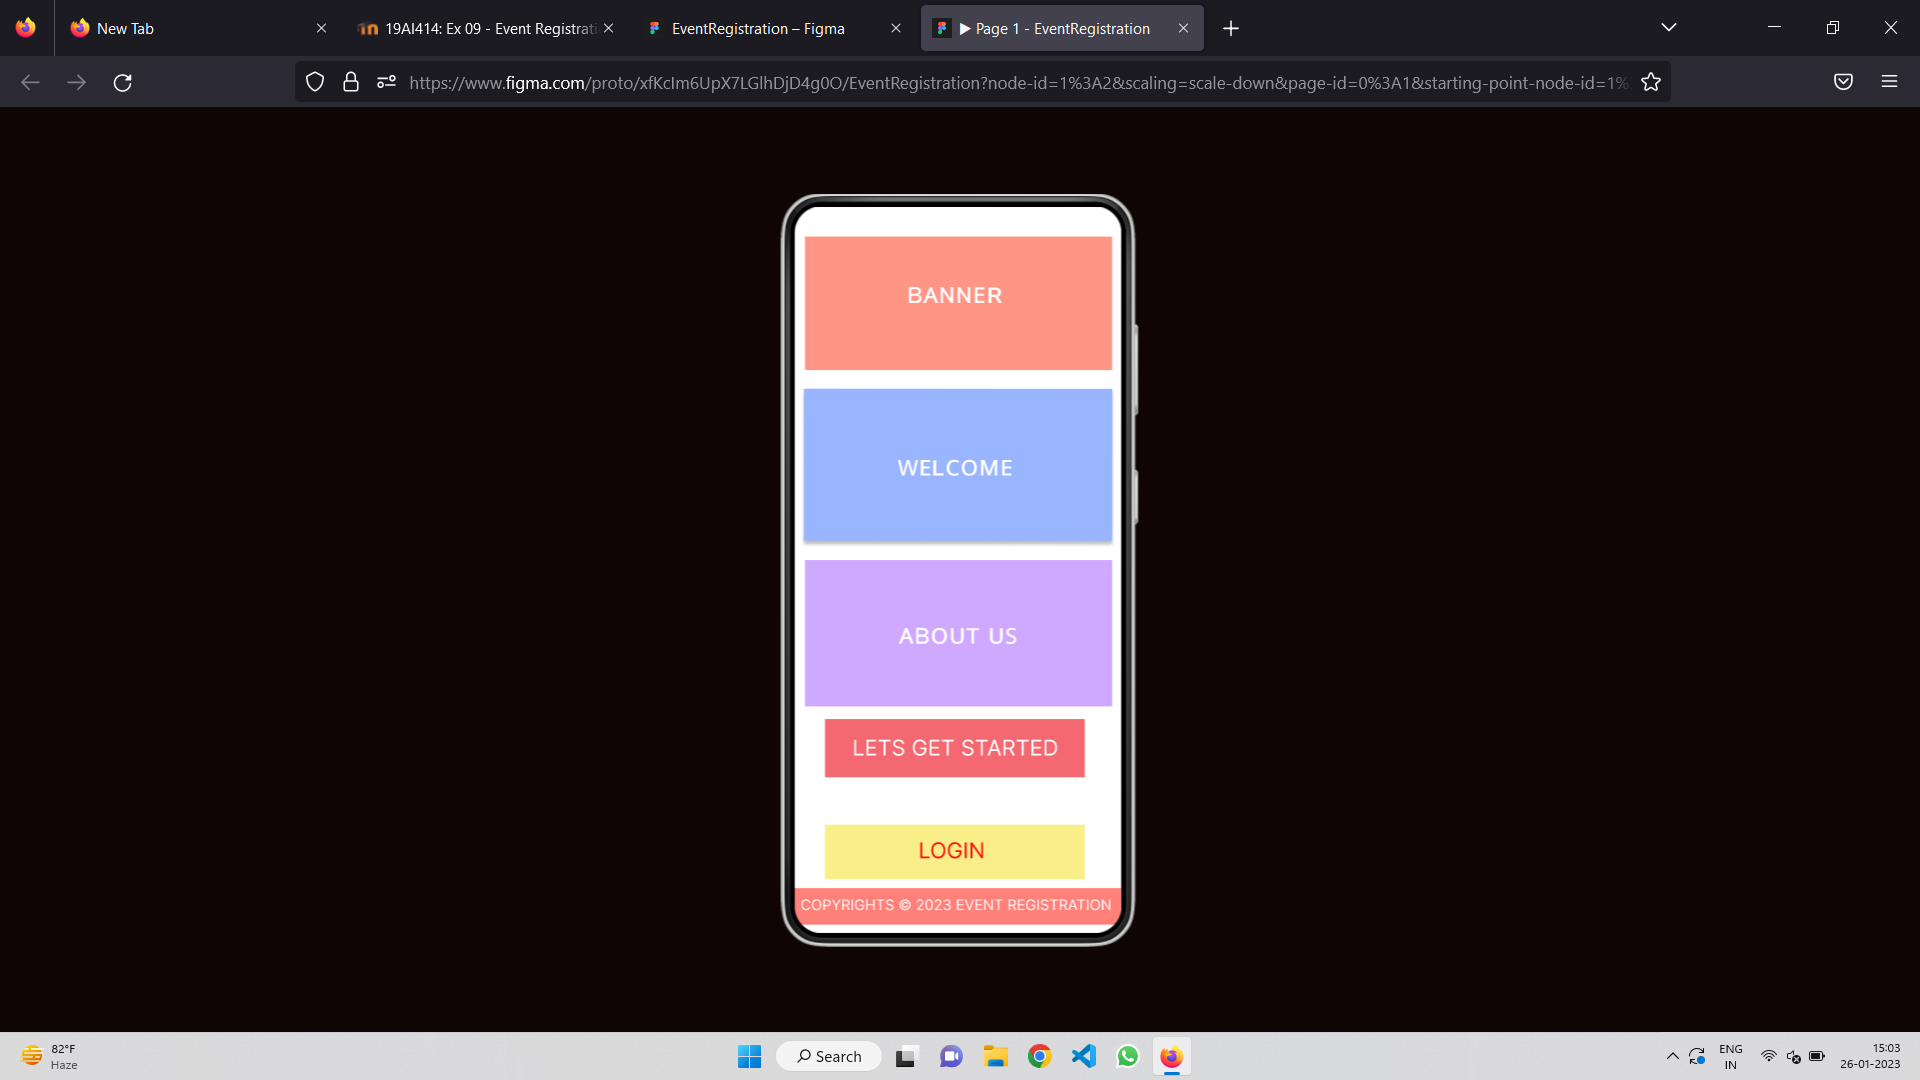 New Tab
19AI414: Ex 09 - Event Registrati
EventRegistration – Figma
Page 1 - EventRegistration
https://www.figma.com/proto/xfKcIm6UpX7LGlhDjD4g0O/EventRegistration?node-id=1%3A2&scaling=scale-down&page-id=0%3A1&starting-point-node-id=1%
BANNER
WELCOME
ABOUT US
LETS GET STARTED
LOGIN
COPYRIGHTS © 2023 EVENT REGISTRATION
82°F
Haze
Search
ENG
IN
15:03
26-01-2023